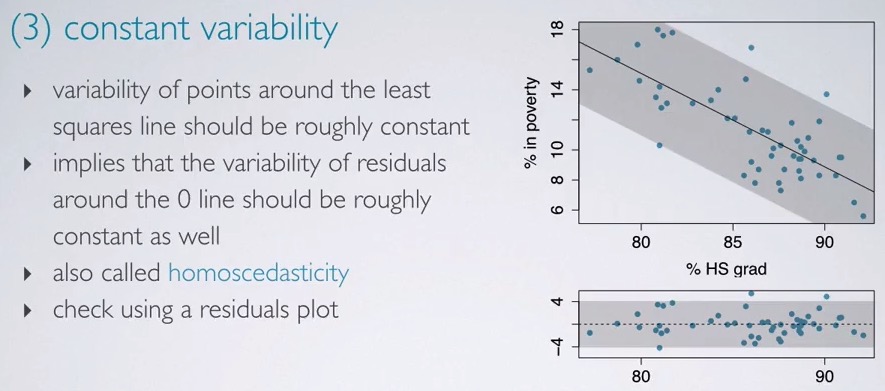 (3) constant variability
variability of points around the least
squares line should be roughly constant
implies that the variability of residuals
around the 0 line should be roughly
constant as well
also called homoscedasticity
check using a residuals plot
% in poverty
18
14
10
8
6
80 85 90
% HS grad
4
−4
80 90